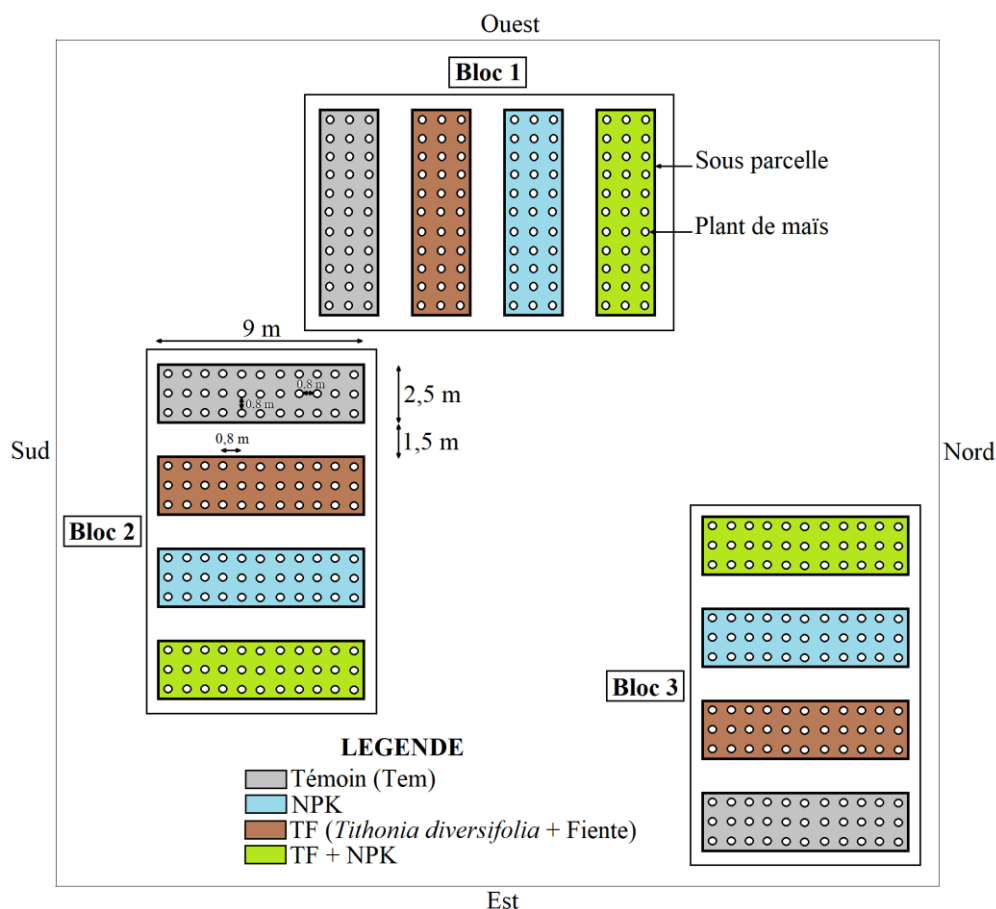 Ouest
Bloc 1
Sous parcelle
Plant de maïs
9 m
0.8 m
0.8 m
2,5 m
1,5 m
0,8 m
Sud
Nord
Bloc 2
Bloc 3
LEGENDE
Témoin (Tem)
NPK
TF (Tithonia diversifolia + Fiente)
TF + NPK
Est